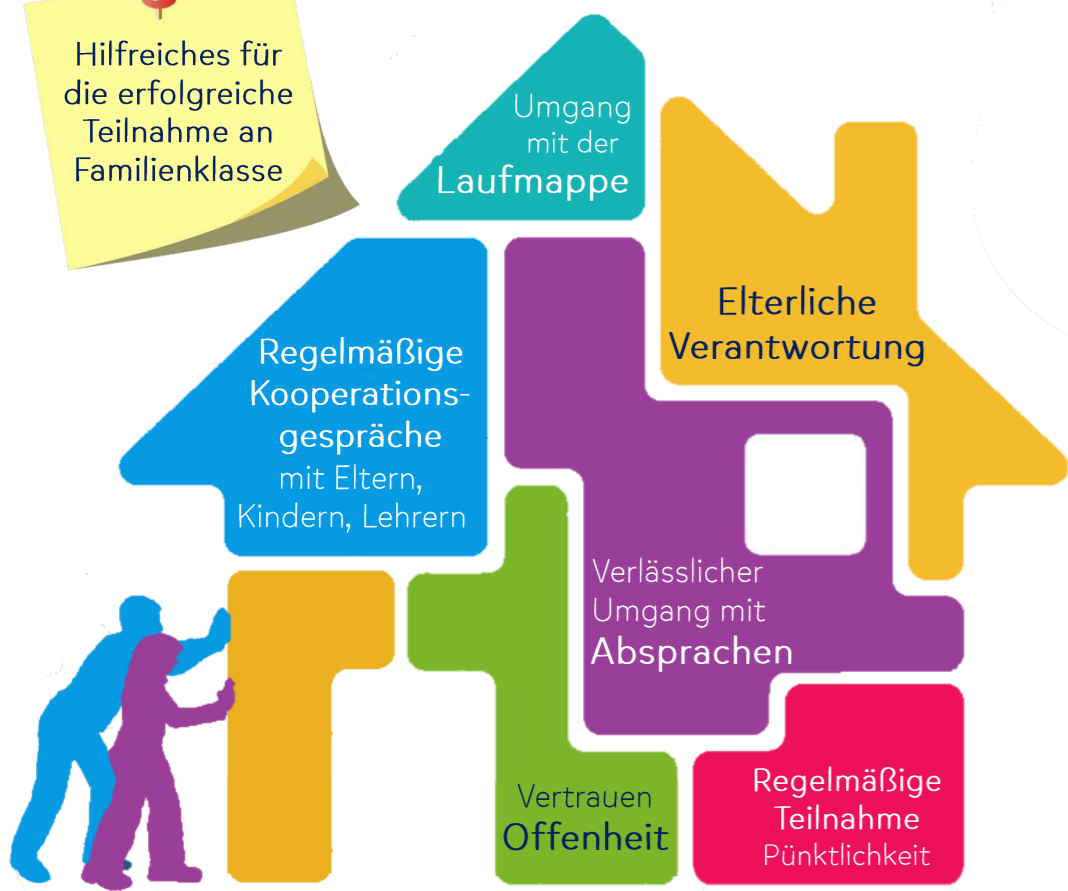 Hilfreiches für
die erfolgreiche
Teilnahme an
Familienklasse
Umgang
mit der
Laufmappe
Elterliche
Verantwortung
Regelmäßige
Kooperations-
gespräche
mit Eltern,
Kindern, Lehrern
Verlässlicher
Umgang mit
Absprachen
Vertrauen
Offenheit
Regelmäßige
Teilnahme
Pünktlichkeit